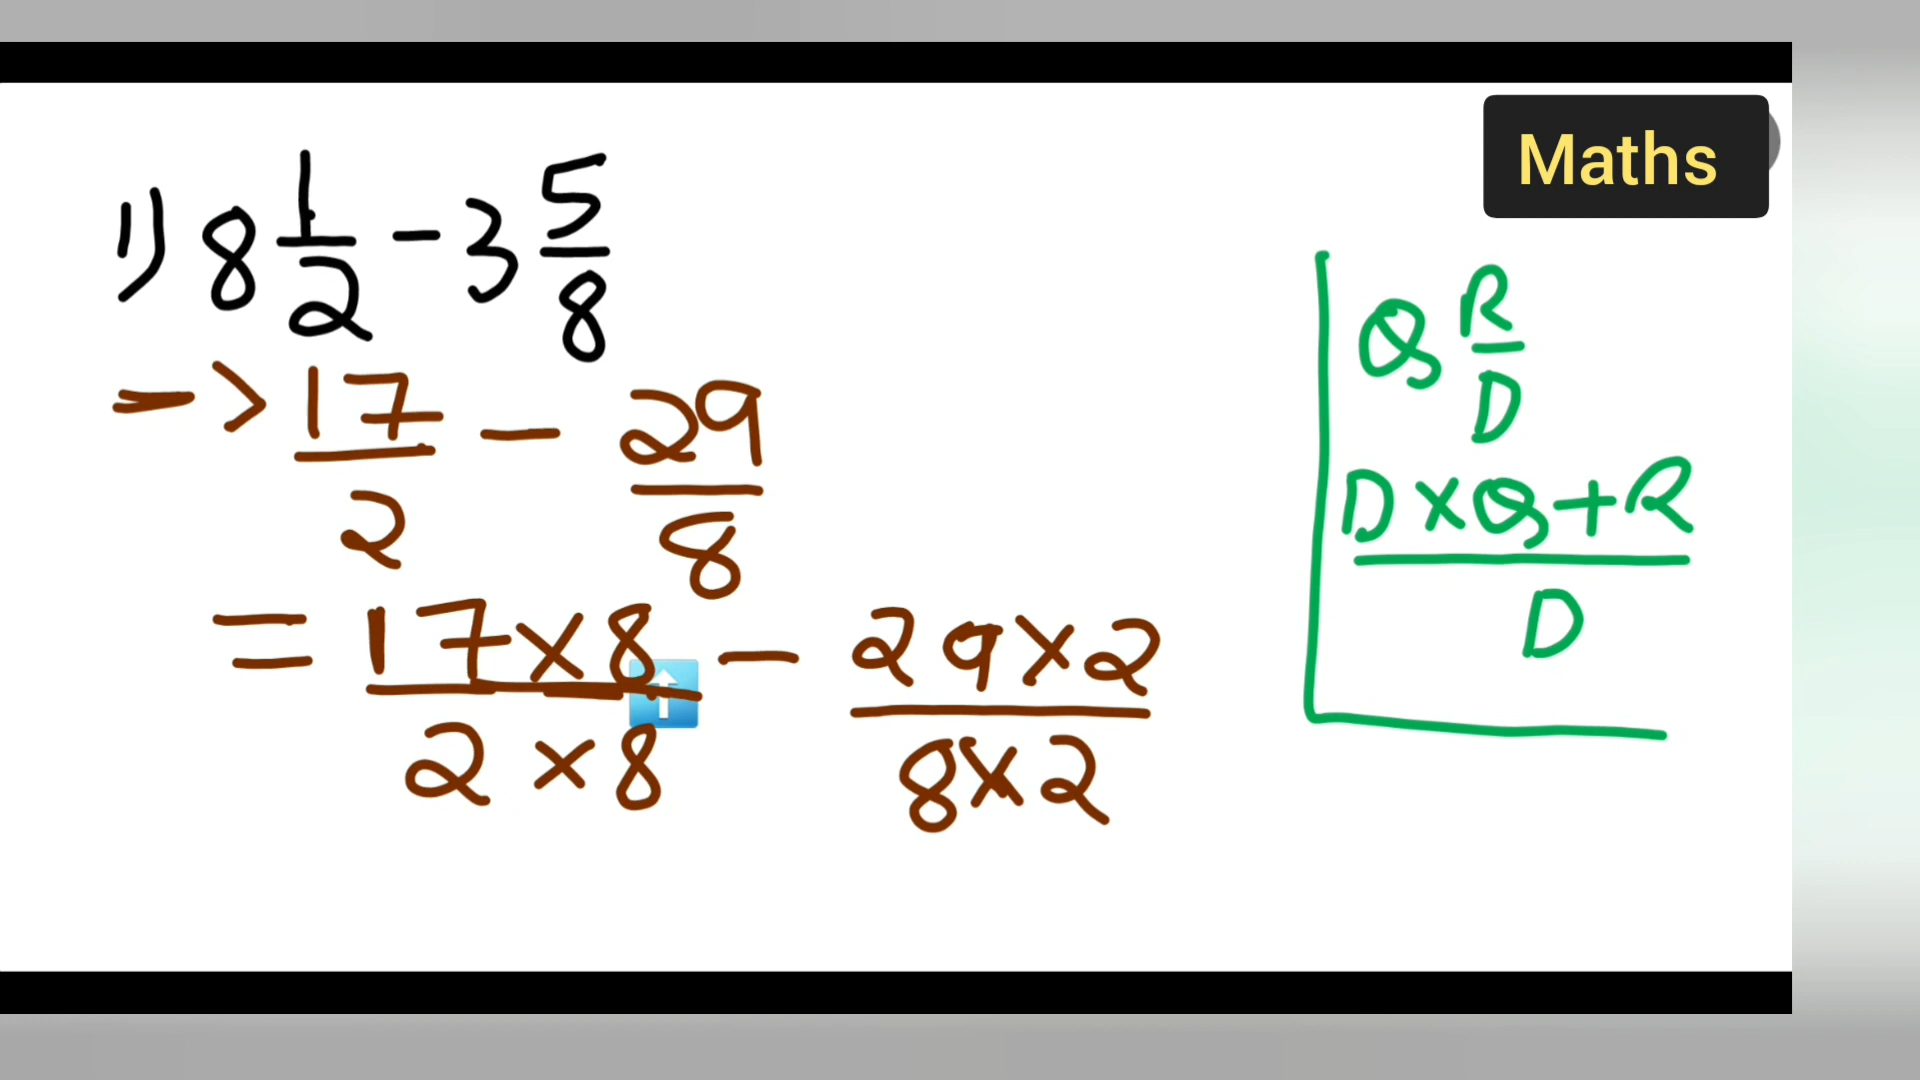 Maths
1) 8 1/2 - 3 5/8
-> 17/2 - 29/8
= 17×8/2×8 - 29×2/8×2
Q R/D
D×Q+R/D